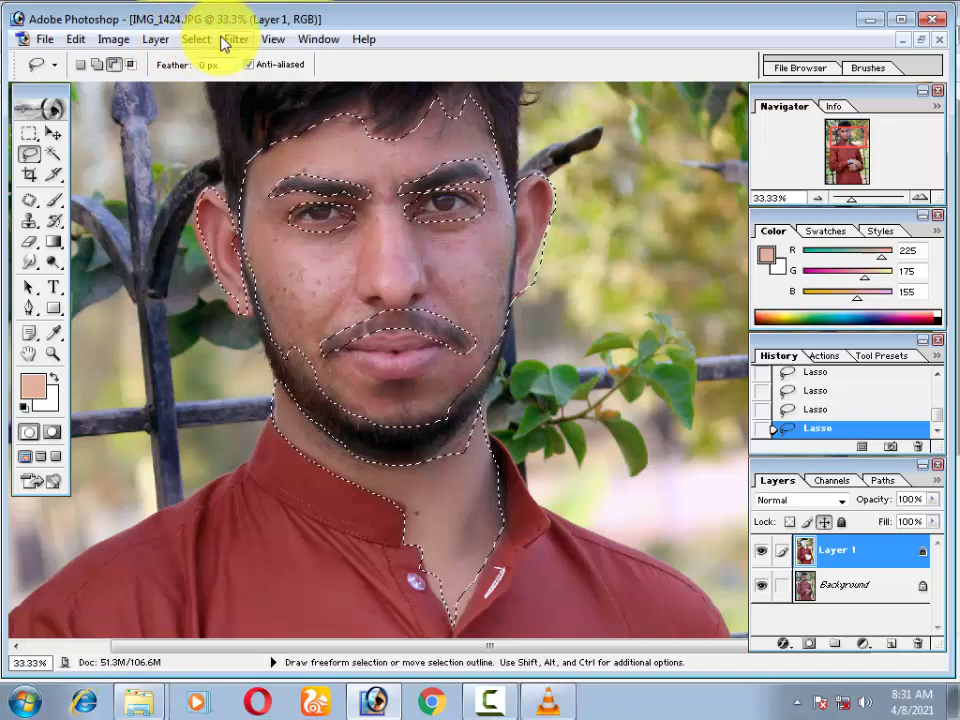 Adobe Photoshop - [IMG_1424.JPG @ 33.3% (Layer 1, RGB)]
File Edit Image Layer Select Filter View Window Help
Feather: 0 px Anti-aliased
File Browser Brushes
Navigator Info
33.33%
Color Swatches Styles
R 225
G 175
B 155
History Actions Tool Presets
Lasso
Lasso
Lasso
Lasso
Layers Channels Paths
Normal Opacity: 100%
Lock: Fill: 100%
Layer 1
Background
33.33% Doc: 51.3M/106.6M Draw freeform selection or move selection outline. Use Shift, Alt, and Ctrl for additional options.
8:31 AM
4/8/2021